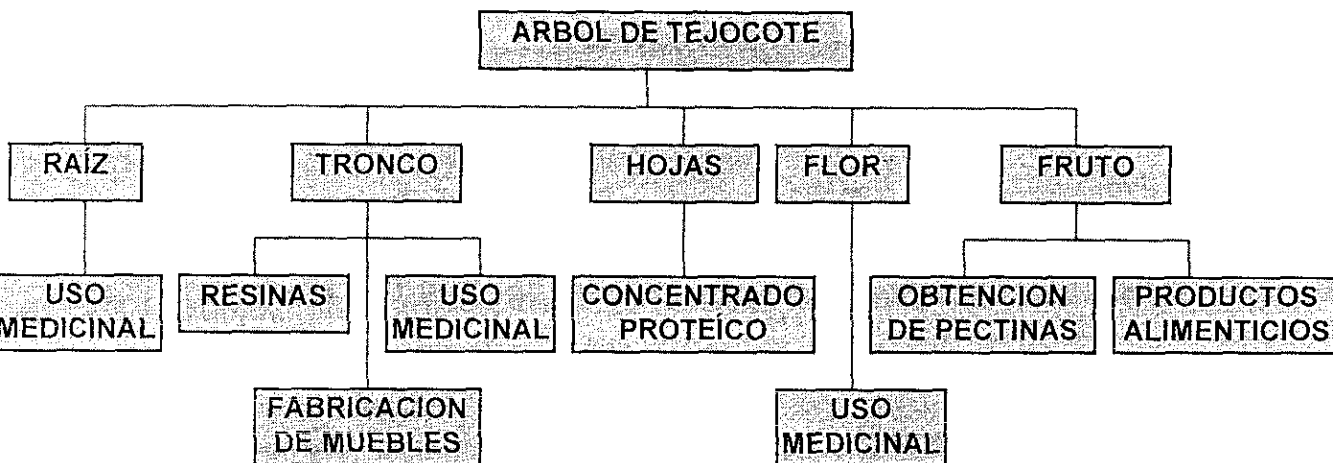 ARBOL DE TEJOCOTE
RAÍZ
TRONCO
HOJAS
FLOR
FRUTO
USO
MEDICINAL
RESINAS
USO
MEDICINAL
CONCENTRADO
PROTEÍCO
OBTENCION
DE PECTINAS
PRODUCTOS
ALIMENTICIOS
FABRICACION
DE MUEBLES
USO
MEDICINAL